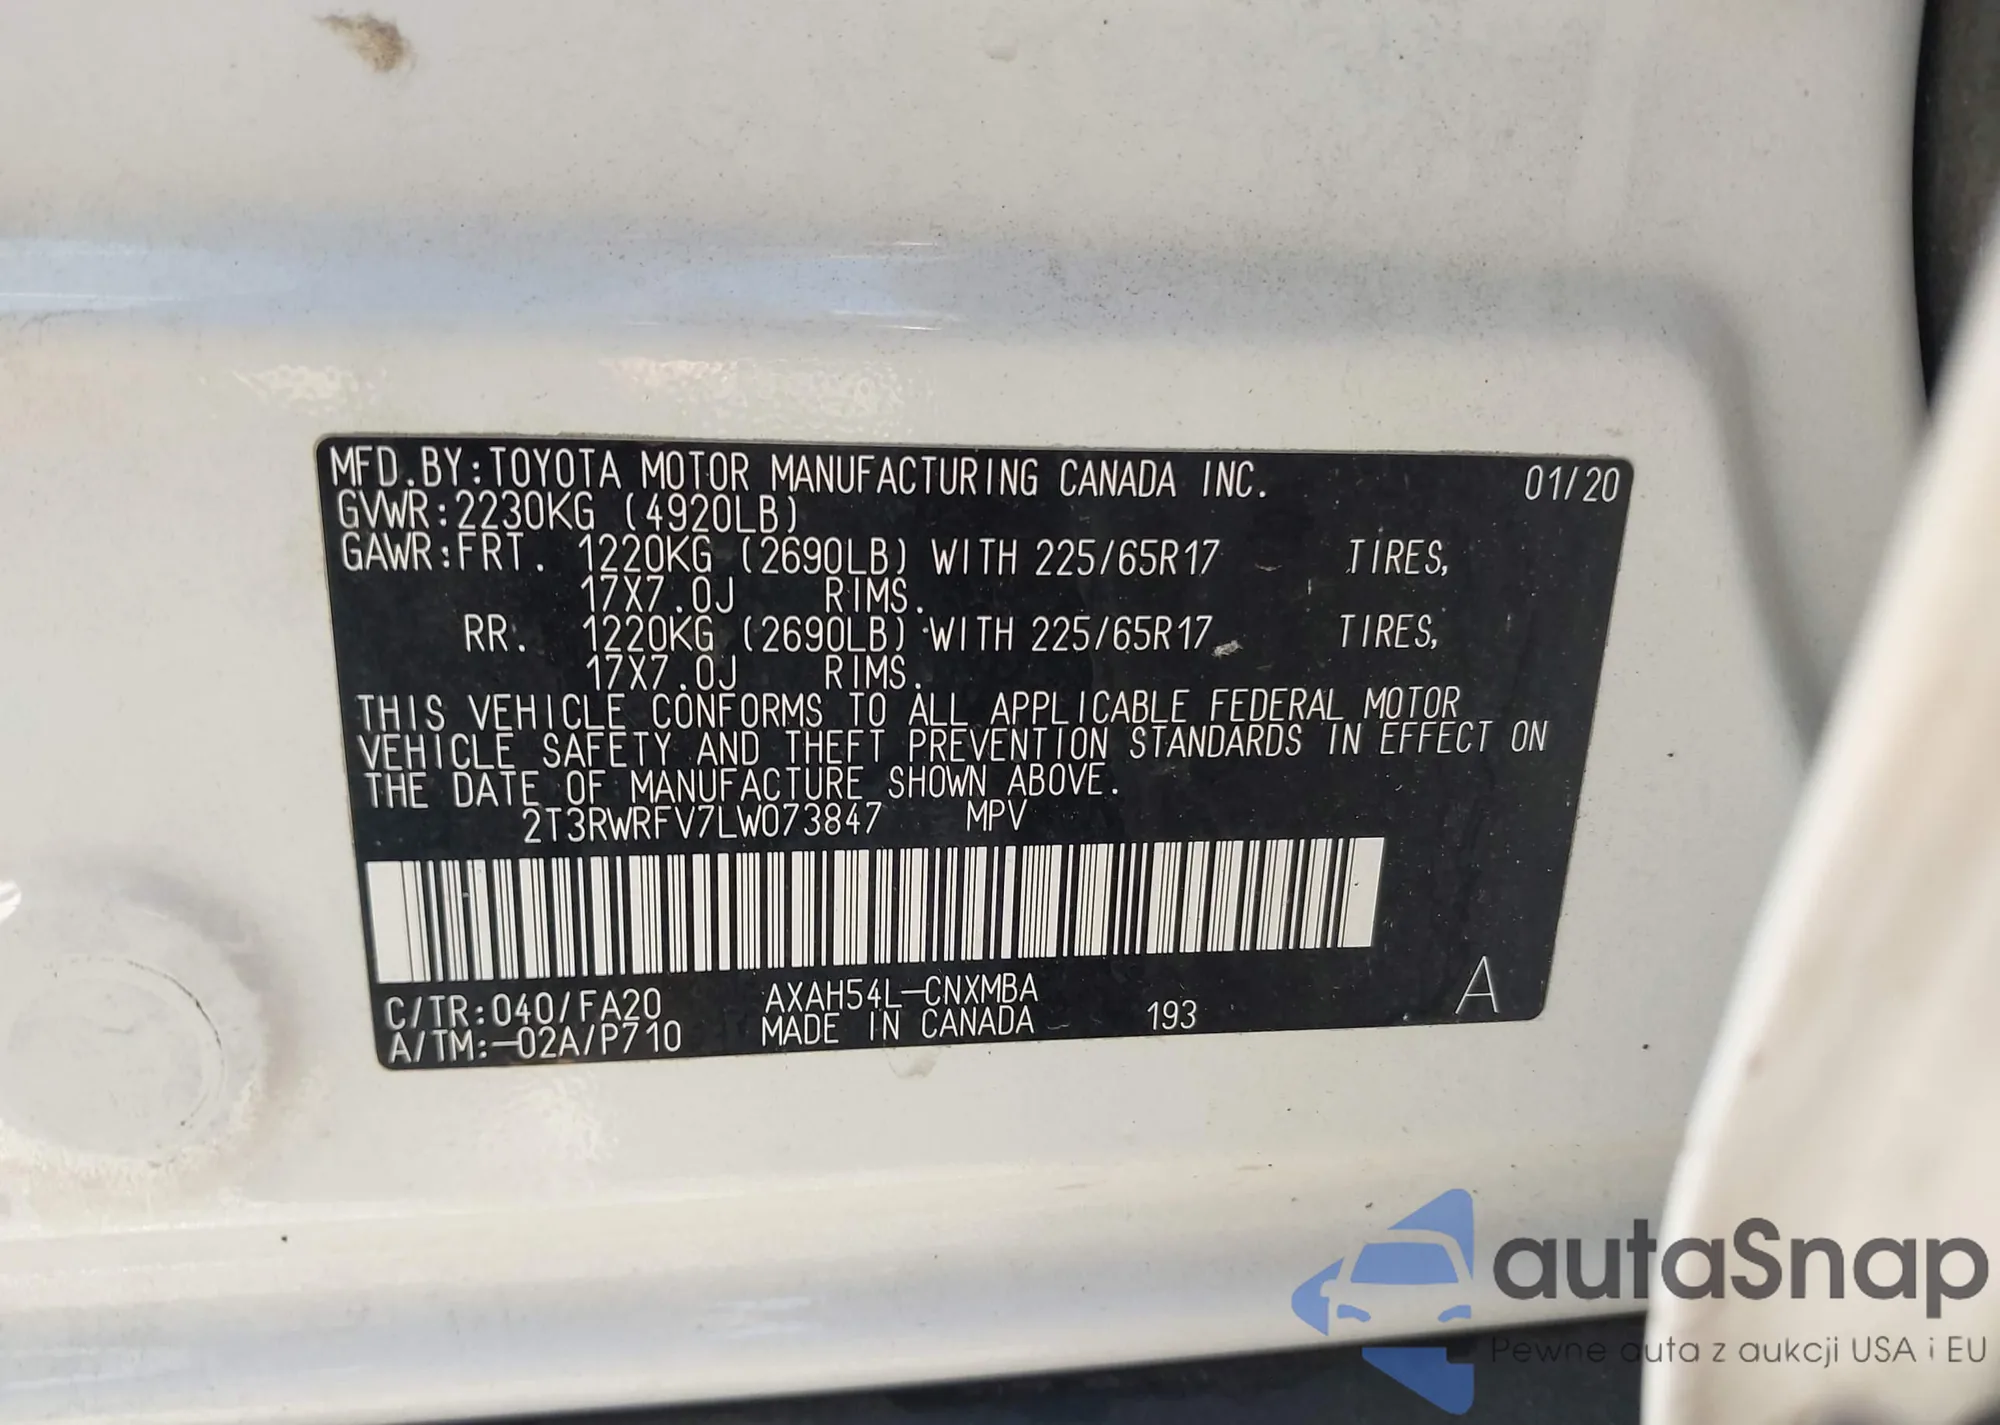 MFD.BY:TOYOTA MOTOR MANUFACTURING CANADA INC. 01/20
GVWR:2230KG (4920LB)
GAWR:FRT. 1220KG (2690LB) WITH 225/65R17 TIRES,
17X7.0J RIMS.
RR. 1220KG (2690LB) WITH 225/65R17 TIRES,
17X7.0J RIMS.
THIS VEHICLE CONFORMS TO ALL APPLICABLE FEDERAL MOTOR
VEHICLE SAFETY AND THEFT PREVENTION STANDARDS IN EFFECT ON
THE DATE OF MANUFACTURE SHOWN ABOVE.
2T3RWRFV7LW073847 MPV
C/TR:040/FA20 AXAH54L-CNXMBA A
A/TM:-02A/P710 MADE IN CANADA 193
autaSnap
Pewne auta z aukcji USA i EU